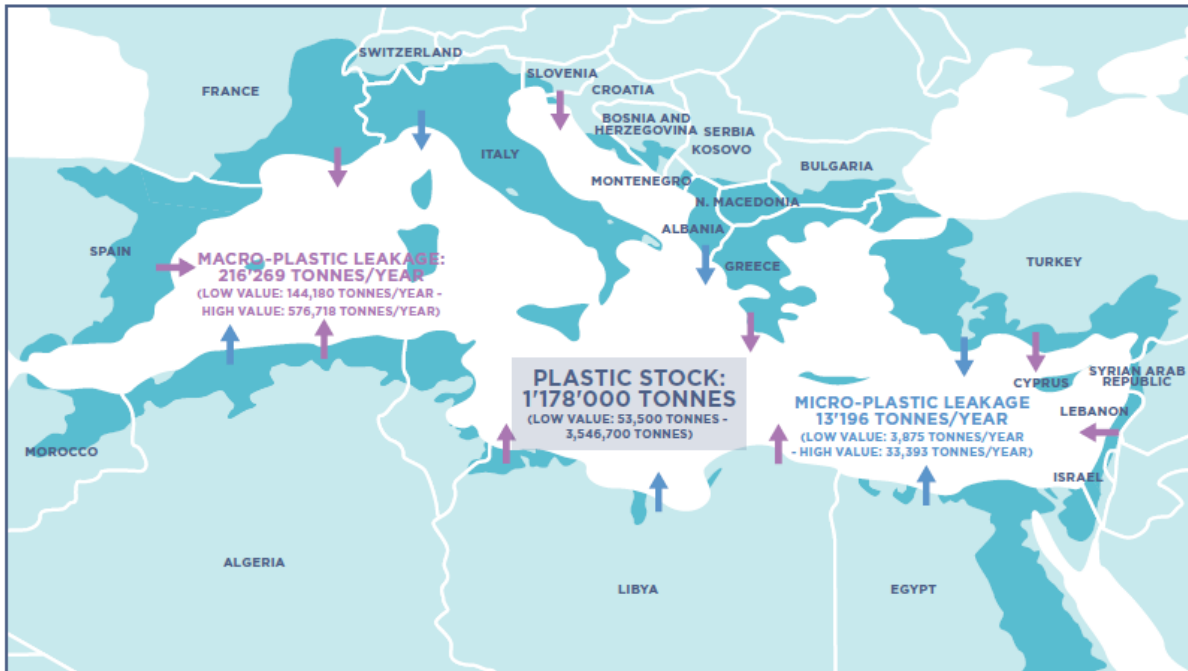 SWITZERLAND
SLOVENIA
FRANCE
CROATIA
BOSNIA AND
HERZEGOVINA
SERBIA
KOSOVO
ITALY
BULGARIA
MONTENEGRO
N. MACEDONIA
ALBANIA
SPAIN
GREECE
TURKEY
MACRO-PLASTIC LEAKAGE:
216'269 TONNES/YEAR
(LOW VALUE: 144,180 TONNES/YEAR -
HIGH VALUE: 576,718 TONNES/YEAR)
PLASTIC STOCK:
1'178'000 TONNES
(LOW VALUE: 53,500 TONNES -
3,546,700 TONNES)
CYPRUS
SYRIAN ARAB
REPUBLIC
MICRO-PLASTIC LEAKAGE
13'196 TONNES/YEAR
(LOW VALUE: 3,875 TONNES/YEAR
- HIGH VALUE: 33,393 TONNES/YEAR)
LEBANON
MOROCCO
ISRAEL
ALGERIA
LIBYA
EGYPT